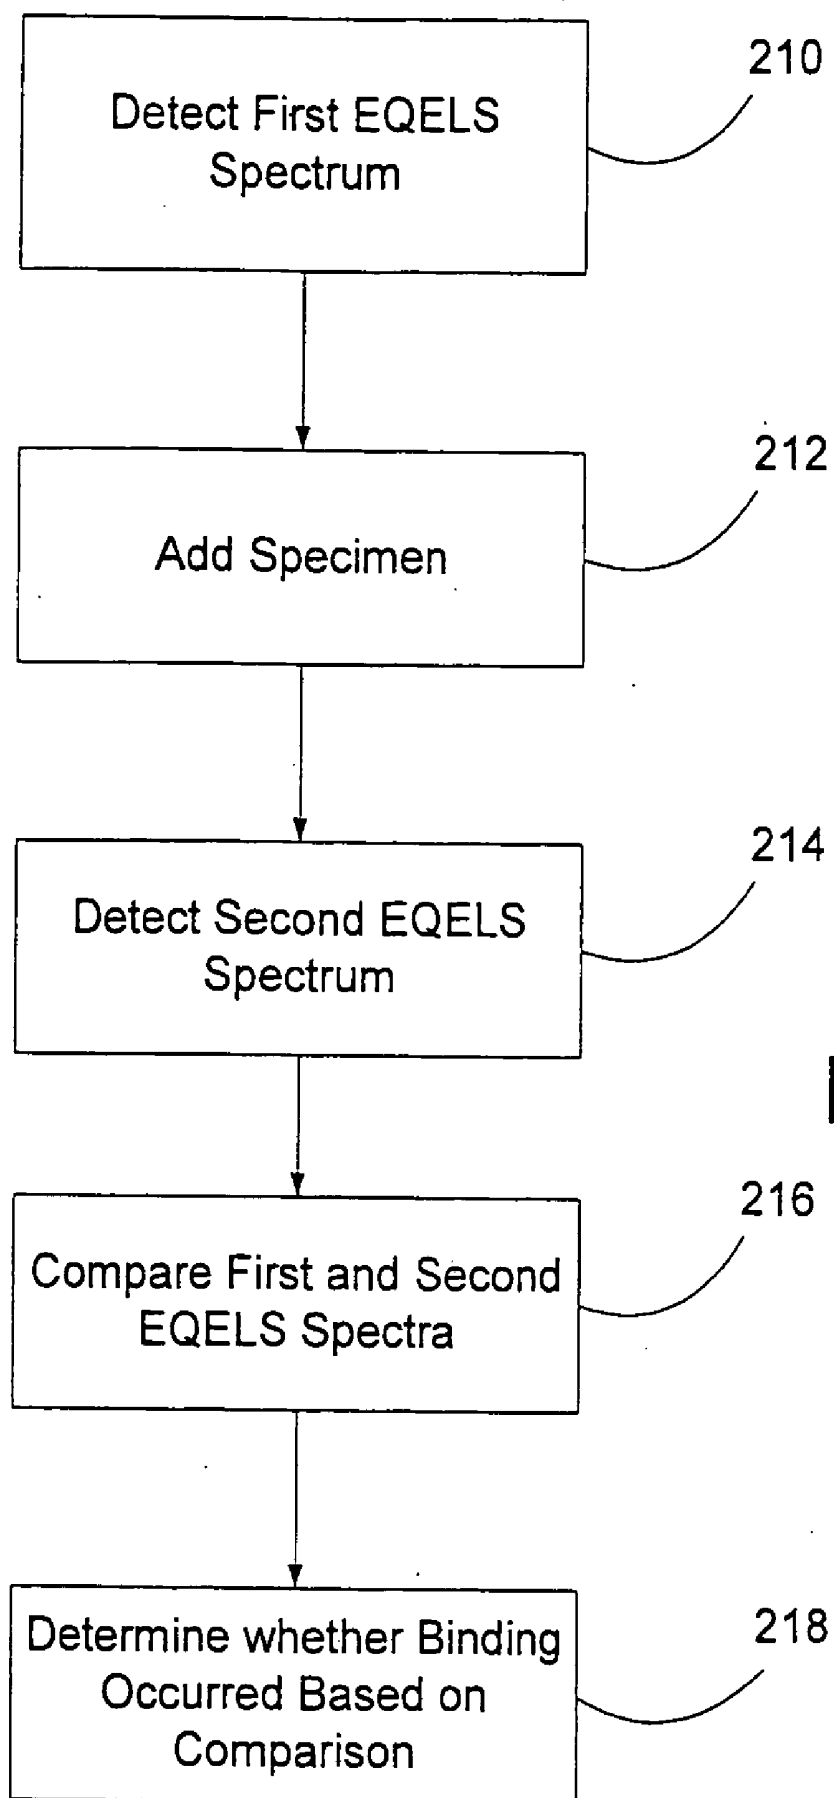 Detect First EQELS
Spectrum
210
Add Specimen
212
Detect Second EQELS
Spectrum
214
Compare First and Second
EQELS Spectra
216
Determine whether Binding
Occurred Based on
Comparison
218